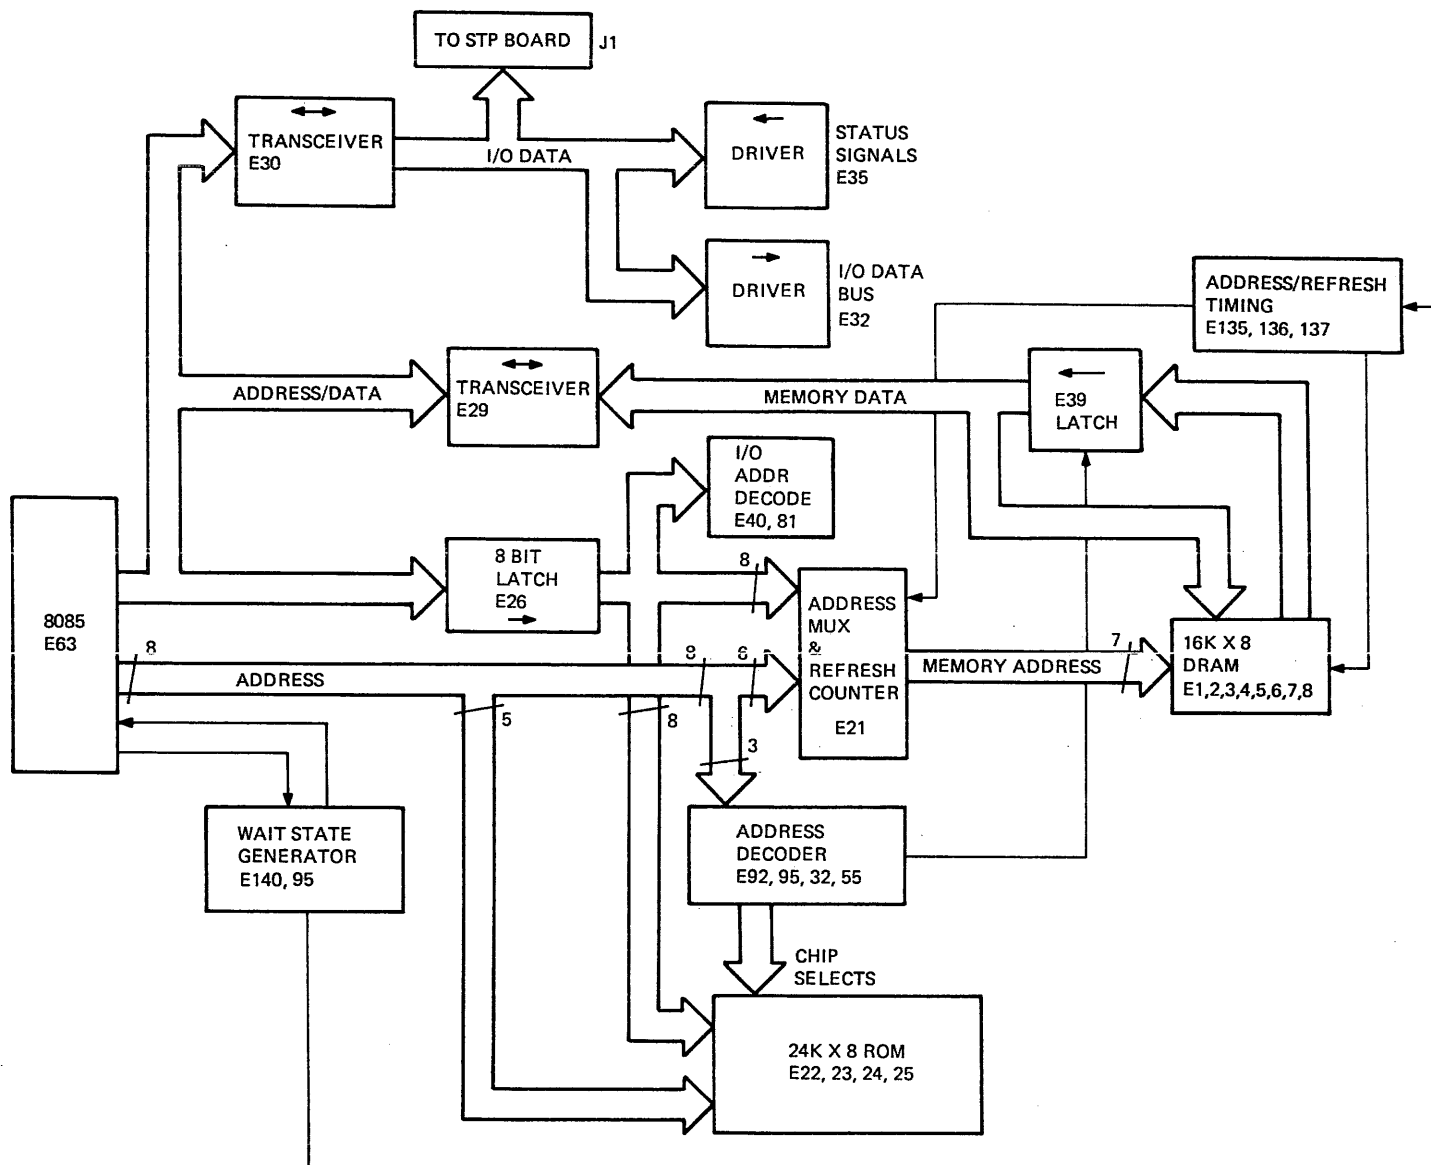 TO STP BOARD
J1
TRANSCEIVER
E30
I/O DATA
DRIVER
STATUS
SIGNALS
E35
DRIVER
I/O DATA
BUS
E32
ADDRESS/REFRESH
TIMING
E135, 136, 137
ADDRESS/DATA
TRANSCEIVER
E29
MEMORY DATA
E39
LATCH
I/O
ADDR
DECODE
E40, 81
8085
E63
8 BIT
LATCH
E26
8
ADDRESS
MUX
&
REFRESH
COUNTER
E21
8
ADDRESS
8
6
MEMORY ADDRESS
7
16K X 8
DRAM
E1,2,3,4,5,6,7,8
5
8
3
WAIT STATE
GENERATOR
E140, 95
ADDRESS
DECODER
E92, 95, 32, 55
CHIP
SELECTS
24K X 8 ROM
E22, 23, 24, 25